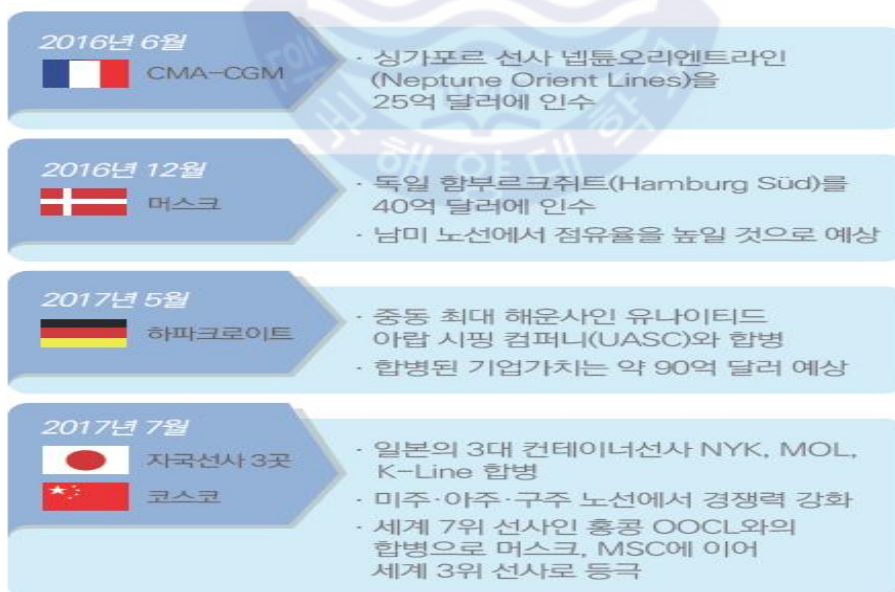 2016년 6월
CMA-CGM
· 싱가포르 선사 넵튠오리엔트라인
(Neptune Orient Lines)을
25억 달러에 인수
2016년 12월
머스크
· 독일 함부르크쥐트(Hamburg Süd)를
40억 달러에 인수
· 남미 노선에서 점유율을 높일 것으로 예상
2017년 5월
하파크로이트
· 중동 최대 해운사인 유나이티드
아랍 시핑 컴퍼니(UASC)와 합병
· 합병된 기업가치는 약 90억 달러 예상
2017년 7월
자국선사 3곳
코스코
· 일본의 3대 컨테이너선사 NYK, MOL,
K-Line 합병
· 미주·아주·구주 노선에서 경쟁력 강화
· 세계 7위 선사인 홍콩 OOCL와의
합병으로 머스크, MSC에 이어
세계 3위 선사로 등극